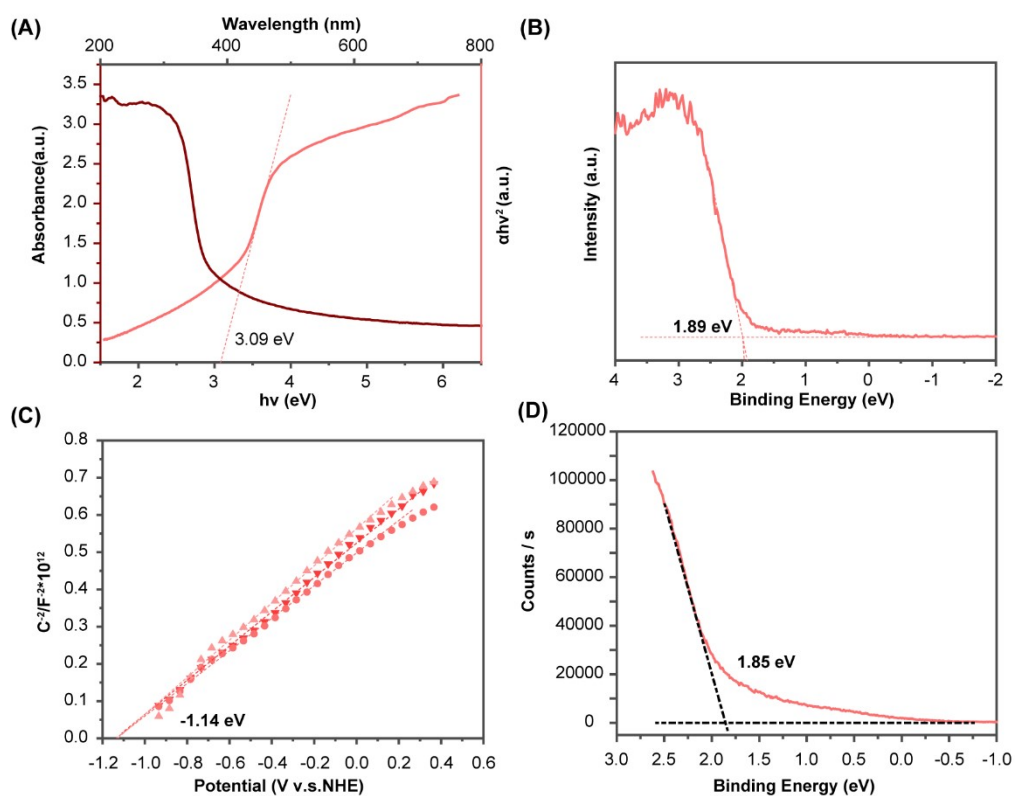 (A)
Wavelength (nm)
200 400 600 800
3.5
3.0
2.5
2.0
1.5
1.0
0.5
0.0
Absorbance(a.u.)
αhv² (a.u.)
3.09 eV
2 3 4 5 6
hv (eV)
(B)
Intensity (a.u.)
1.89 eV
4 3 2 1 0 -1 -2
Binding Energy (eV)
(C)
0.8
0.7
0.6
0.5
0.4
0.3
0.2
0.1
0.0
C⁻²/F⁻²*10¹²
-1.14 eV
-1.2 -1.0 -0.8 -0.6 -0.4 -0.2 0.0 0.2 0.4 0.6
Potential (V v.s.NHE)
(D)
120000
100000
80000
60000
40000
20000
0
Counts / s
1.85 eV
3.0 2.5 2.0 1.5 1.0 0.5 0.0 -0.5 -1.0
Binding Energy (eV)